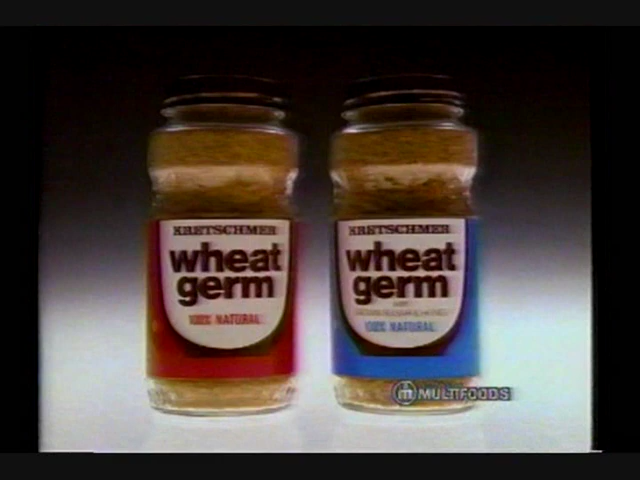 KRETSCHMER
wheat
germ
100% NATURAL
KRETSCHMER
wheat
germ
100% NATURAL
m MULTIFOODS